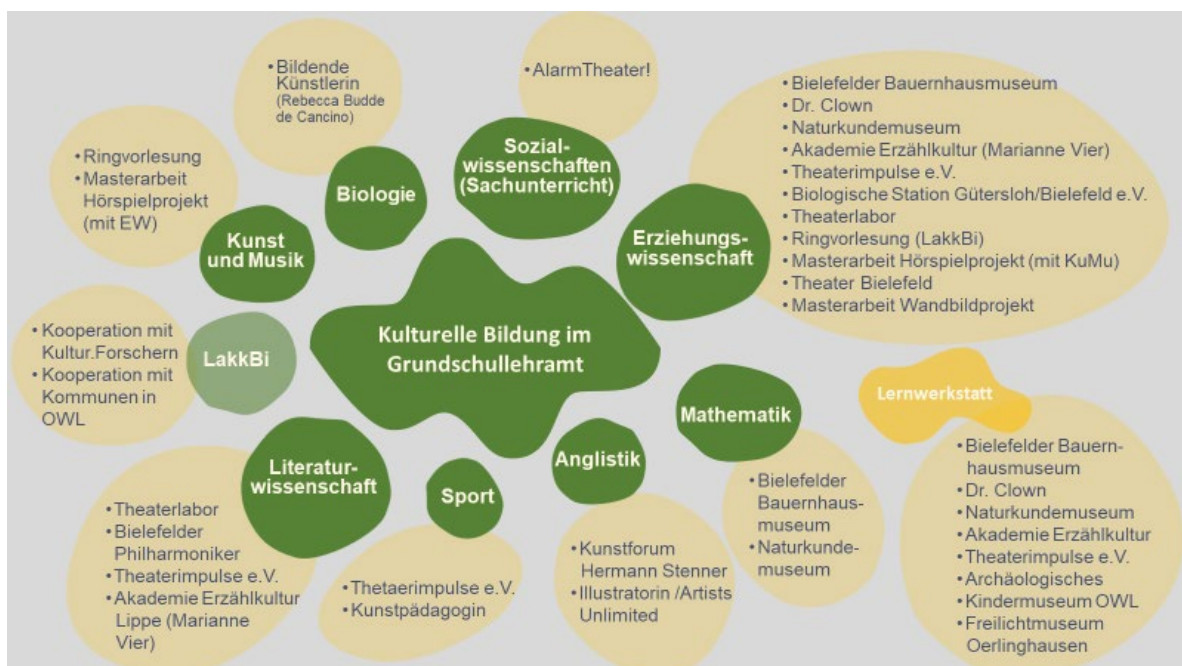 • Bildende
Künstlerin
(Rebecca Budde
de Cancino)
• AlarmTheater!
• Bielefelder Bauernhausmuseum
• Dr. Clown
• Naturkundemuseum
• Akademie Erzählkultur (Marianne Vier)
• Theaterimpulse e.V.
• Biologische Station Gütersloh/Bielefeld e.V.
• Theaterlabor
• Ringvorlesung (LakkBi)
• Masterarbeit Hörspielprojekt (mit KuMu)
• Theater Bielefeld
• Masterarbeit Wandbildprojekt
• Ringvorlesung
• Masterarbeit
Hörspielprojekt
(mit EW)
Biologie
Sozial-
wissenschaften
(Sachunterricht)
Kunst
und Musik
Erziehungs-
wissenschaft
• Kooperation mit
Kultur.Forschern
• Kooperation mit
Kommunen in
OWL
LakkBi
Kulturelle Bildung im
Grundschullehramt
Lernwerkstatt
Mathematik
Literatur-
wissenschaft
Sport
Anglistik
• Theaterlabor
• Bielefelder
Philharmoniker
• Theaterimpulse e.V.
• Akademie Erzählkultur
Lippe (Marianne
Vier)
• Thetaerimpulse e.V.
• Kunstpädagogin
• Kunstforum
Hermann Stenner
• Illustratorin /Artists
Unlimited
• Bielefelder
Bauernhaus-
museum
• Naturkunde-
museum
• Bielefelder Bauern-
hausmuseum
• Dr. Clown
• Naturkundemuseum
• Akademie Erzählkultur
• Theaterimpulse e.V.
• Archäologisches
• Kindermuseum OWL
• Freilichtmuseum
Oerlinghausen